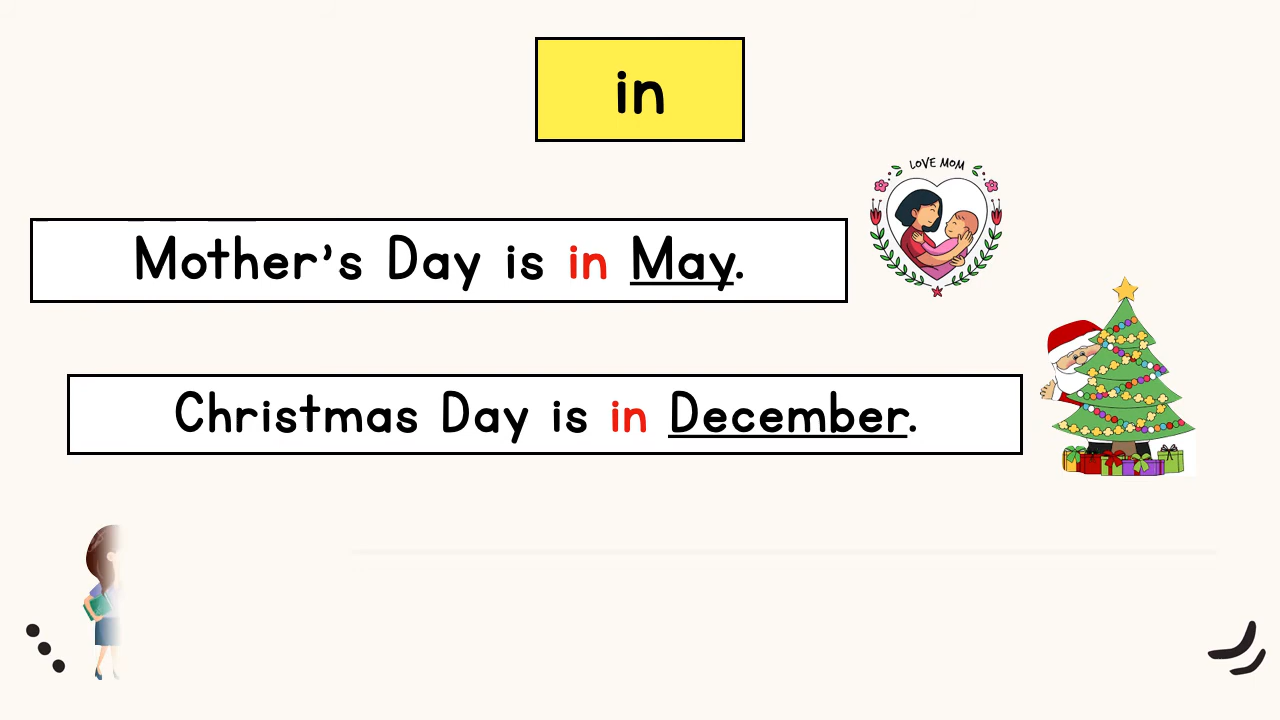 in
LOVE MOM
Mother's Day is in May.
Christmas Day is in December.